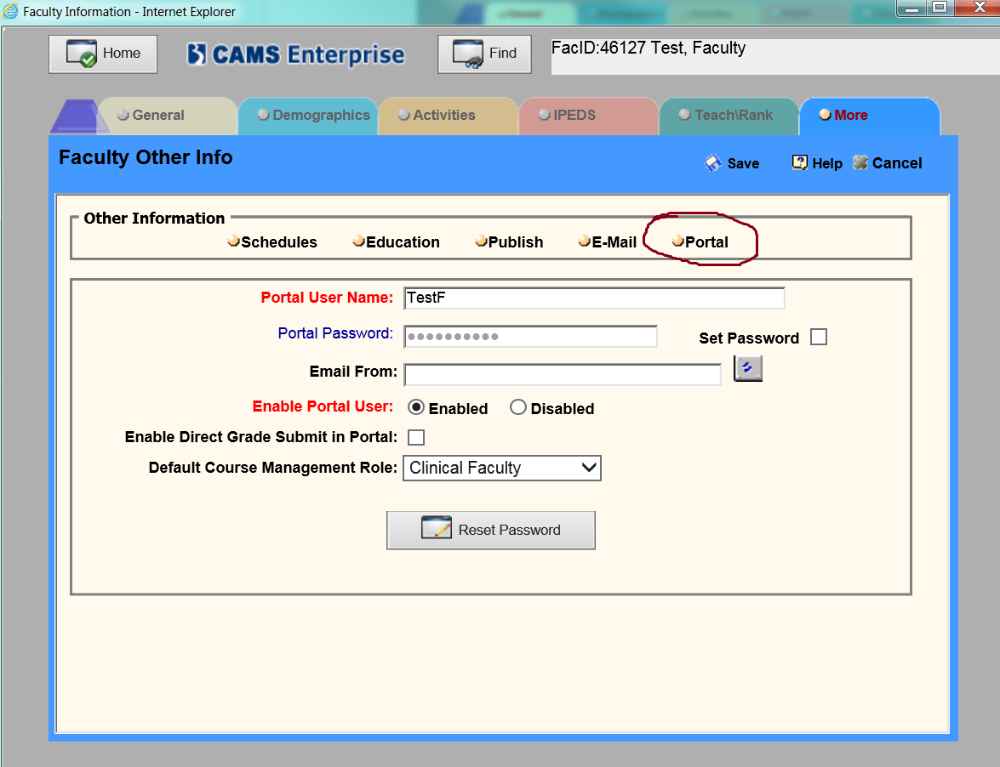 Faculty Information - Internet Explorer
Home
CAMS Enterprise
Find
FacID:46127 Test, Faculty
General
Demographics
Activities
IPEDS
Teach\Rank
More
Faculty Other Info
Save
Help
Cancel
Other Information
Schedules
Education
Publish
E-Mail
Portal
Portal User Name: TestF
Portal Password: ••••••••••
Set Password
Email From:
Enable Portal User: Enabled Disabled
Enable Direct Grade Submit in Portal:
Default Course Management Role: Clinical Faculty
Reset Password